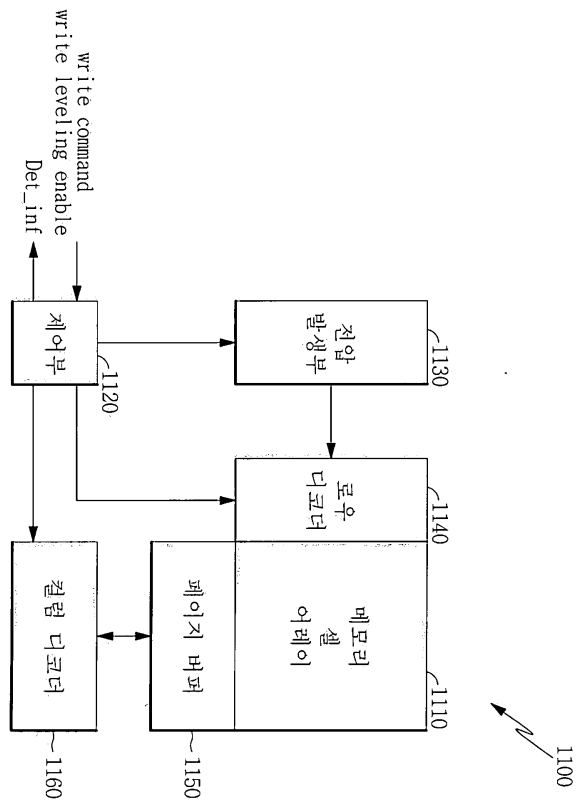 1100
1130
전압
발생부
1140
로우
디코더
1110
메모리
셀
어레이
write command
write leveling enable
Det_inf
제어부
1120
페이지 버퍼
1150
컬럼 디코더
1160